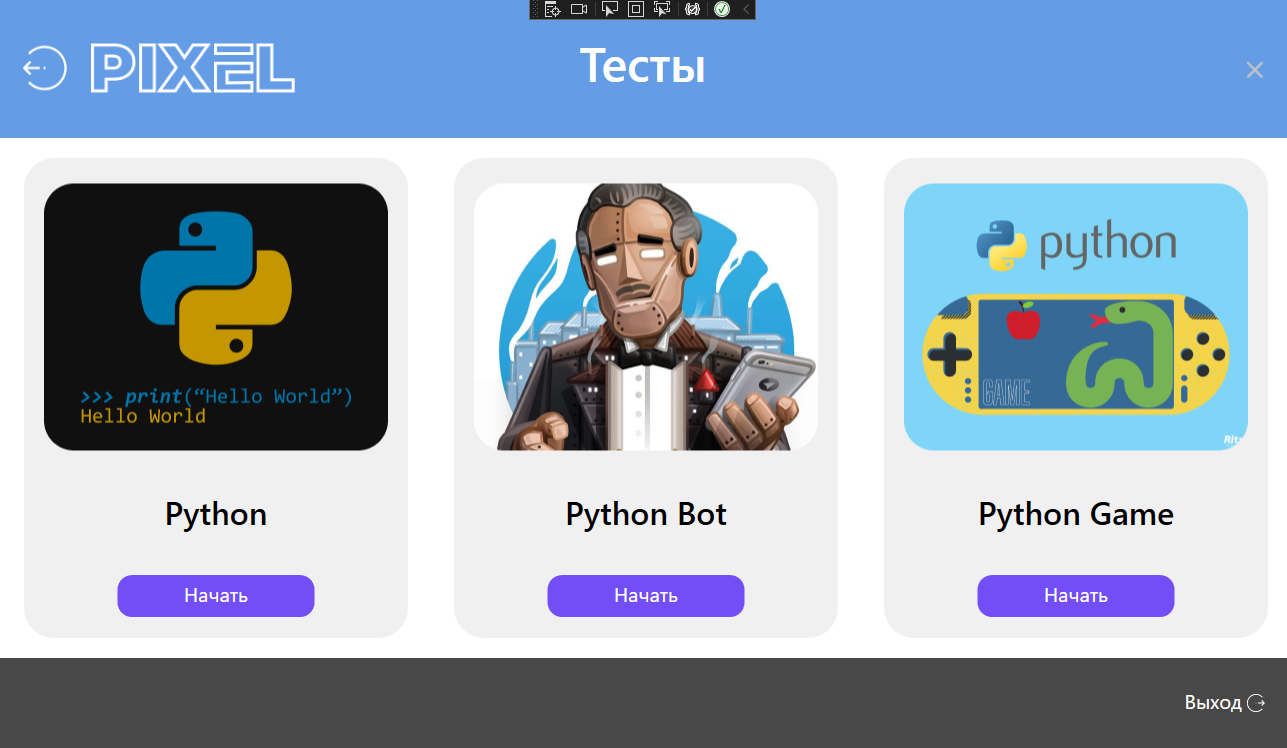 PIXEL
Тесты
>>> print(“Hello World”)
Hello World
python
GAME
Python
Python Bot
Python Game
Начать
Начать
Начать
Выход